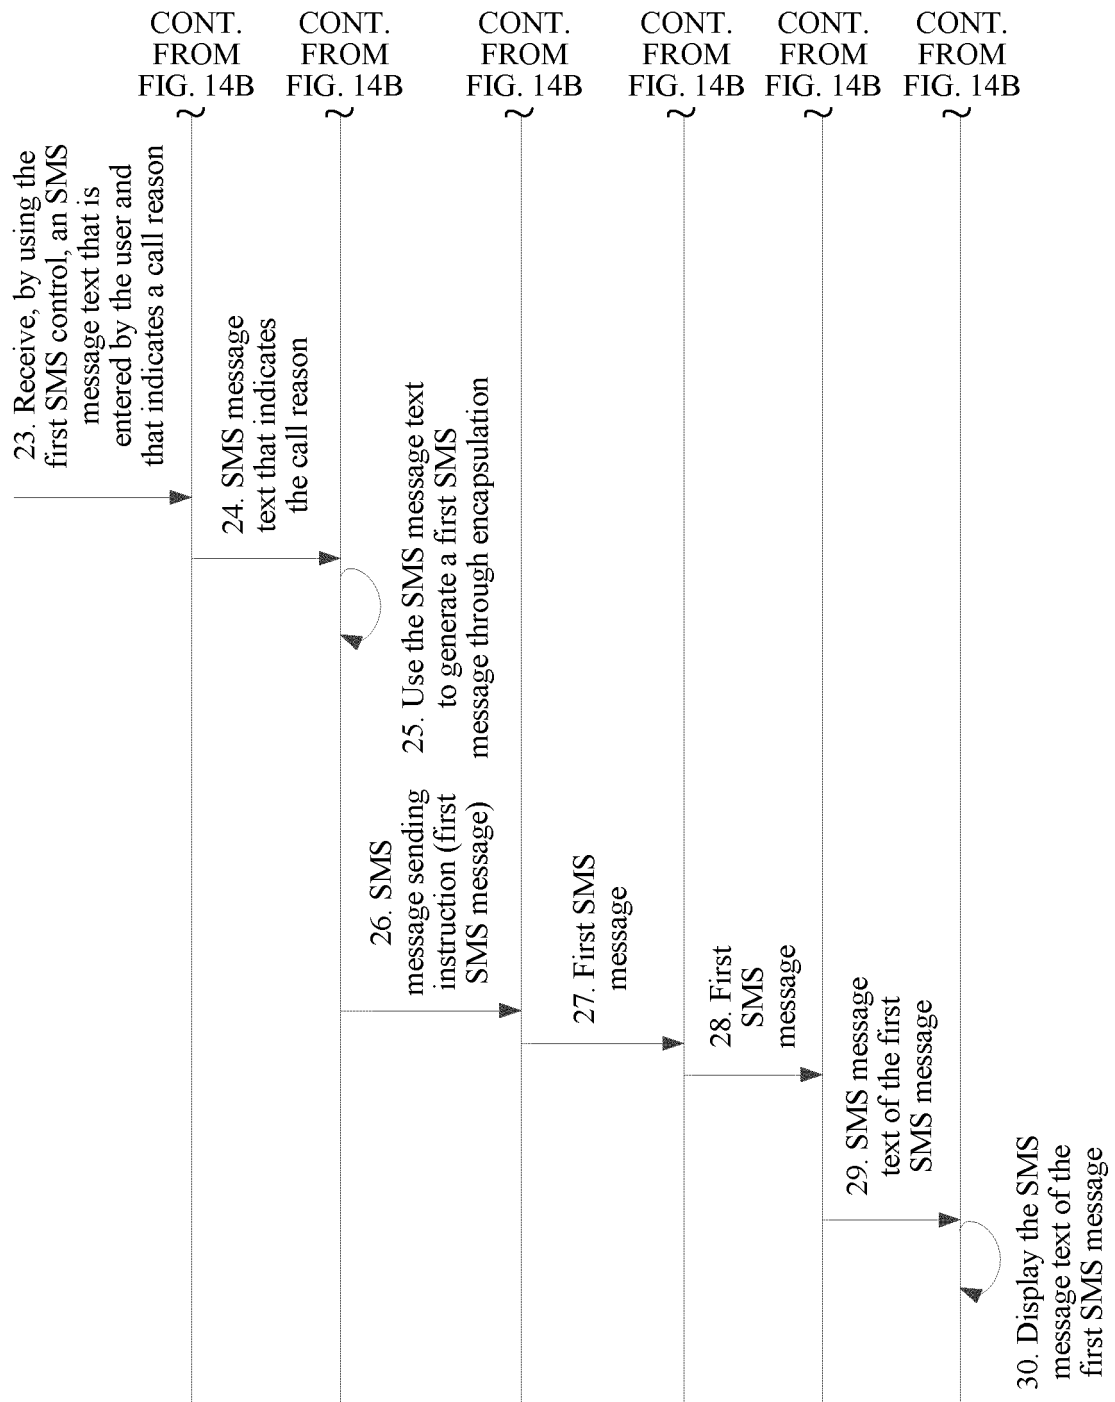 CONT.
FROM
FIG. 14B
CONT.
FROM
FIG. 14B
CONT.
FROM
FIG. 14B
CONT.
FROM
FIG. 14B
CONT.
FROM
FIG. 14B
CONT.
FROM
FIG. 14B
23. Receive, by using the
first SMS control, an SMS
message text that is
entered by the user and
that indicates a call reason
24. SMS message
text that indicates
the call reason
25. Use the SMS message text
to generate a first SMS
message through encapsulation
26. SMS
message sending
instruction (first
SMS message)
27. First SMS
message
28. First
SMS
message
29. SMS message
text of the first
SMS message
30. Display the SMS
message text of the
first SMS message